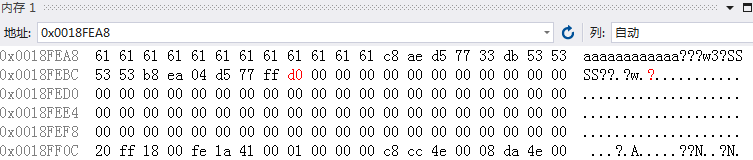 内存 1
地址: 0x0018FEA8 列: 自动
0x0018FEA8 61 61 61 61 61 61 61 61 61 61 61 61 c8 ae d5 77 33 db 53 53 aaaaaaaaaaaa???w3?SS
0x0018FEBC 53 53 b8 ea 04 d5 77 ff d0 00 00 00 00 00 00 00 00 00 00 00 SS??.?w.?...........
0x0018FED0 00 00 00 00 00 00 00 00 00 00 00 00 00 00 00 00 00 00 00 00 ....................
0x0018FEE4 00 00 00 00 00 00 00 00 00 00 00 00 00 00 00 00 00 00 00 00 ....................
0x0018FEF8 00 00 00 00 00 00 00 00 00 00 00 00 00 00 00 00 00 00 00 00 ....................
0x0018FF0C 20 ff 18 00 fe 1a 41 00 01 00 00 00 c8 cc 4e 00 08 da 4e 00  ...?.A.....??N..?N.